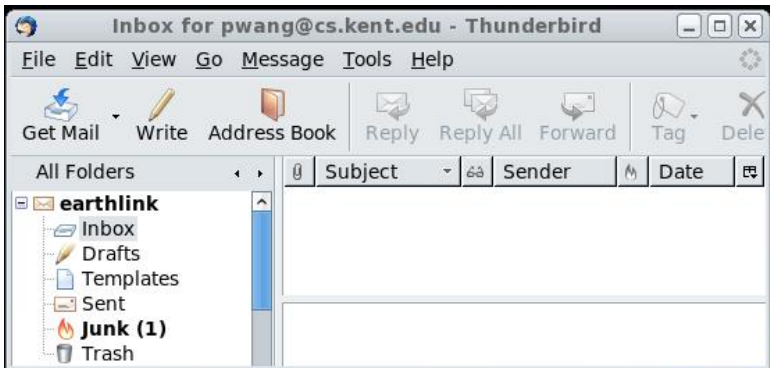 Inbox for pwang@cs.kent.edu - Thunderbird
File Edit View Go Message Tools Help
Get Mail Write Address Book Reply Reply All Forward Tag Dele
All Folders Subject Sender Date
earthlink
Inbox
Drafts
Templates
Sent
Junk (1)
Trash